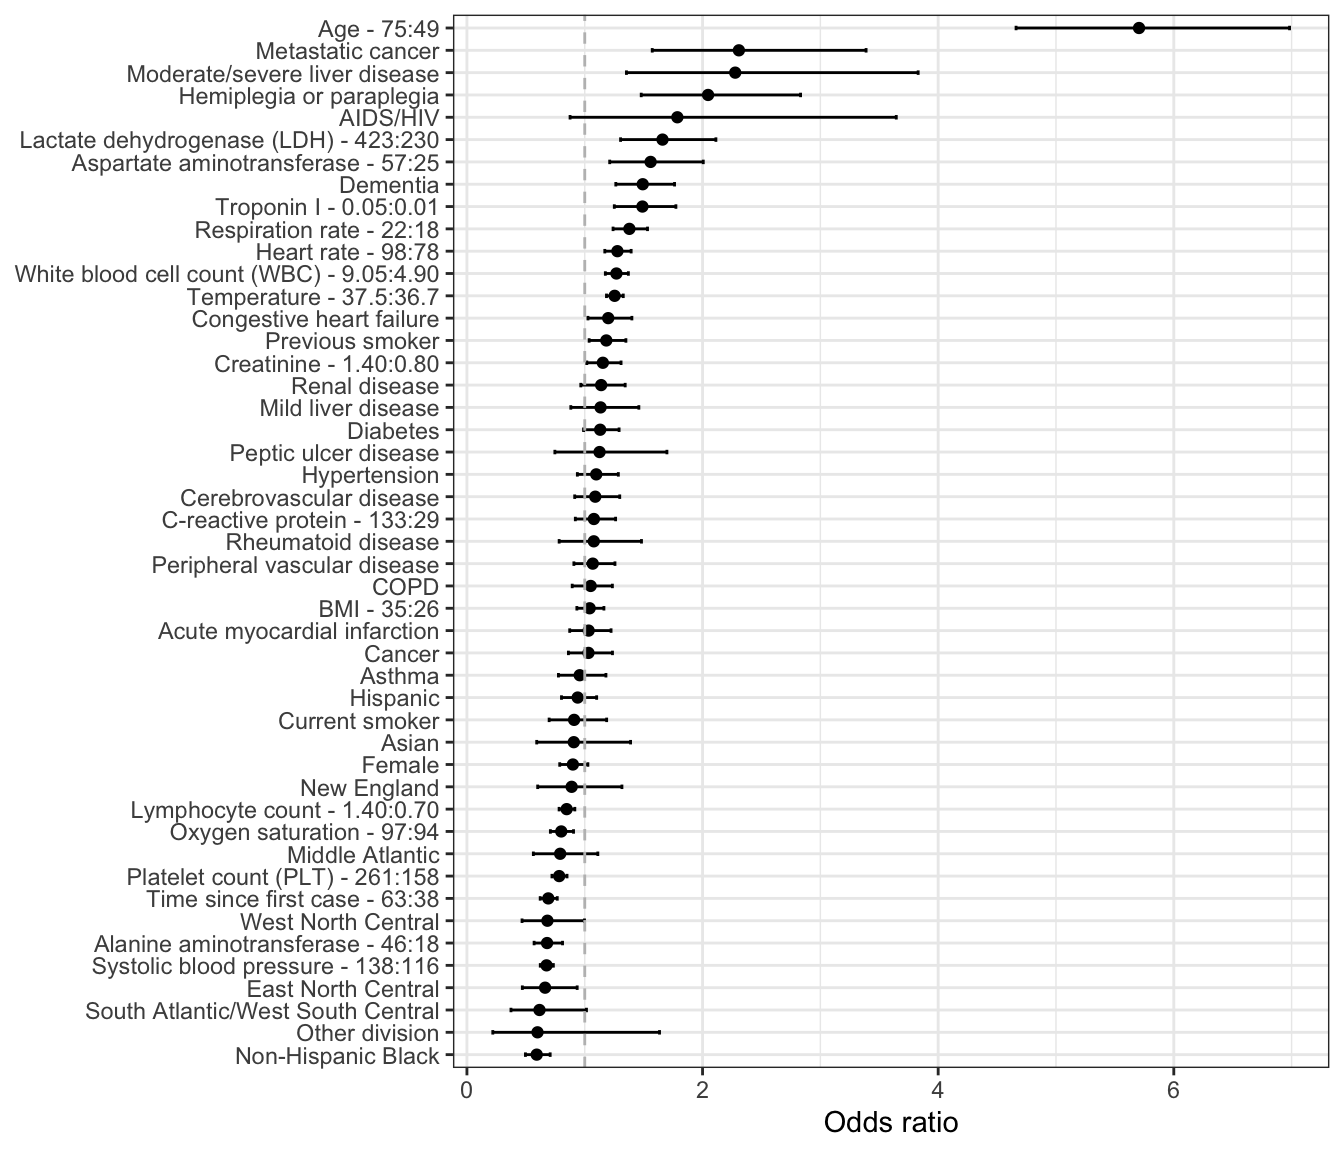 Age - 75:49
Metastatic cancer
Moderate/severe liver disease
Hemiplegia or paraplegia
AIDS/HIV
Lactate dehydrogenase (LDH) - 423:230
Aspartate aminotransferase - 57:25
Dementia
Troponin I - 0.05:0.01
Respiration rate - 22:18
Heart rate - 98:78
White blood cell count (WBC) - 9.05:4.90
Temperature - 37.5:36.7
Congestive heart failure
Previous smoker
Creatinine - 1.40:0.80
Renal disease
Mild liver disease
Diabetes
Peptic ulcer disease
Hypertension
Cerebrovascular disease
C-reactive protein - 133:29
Rheumatoid disease
Peripheral vascular disease
COPD
BMI - 35:26
Acute myocardial infarction
Cancer
Asthma
Hispanic
Current smoker
Asian
Female
New England
Lymphocyte count - 1.40:0.70
Oxygen saturation - 97:94
Middle Atlantic
Platelet count (PLT) - 261:158
Time since first case - 63:38
West North Central
Alanine aminotransferase - 46:18
Systolic blood pressure - 138:116
East North Central
South Atlantic/West South Central
Other division
Non-Hispanic Black
0 2 4 6
Odds ratio